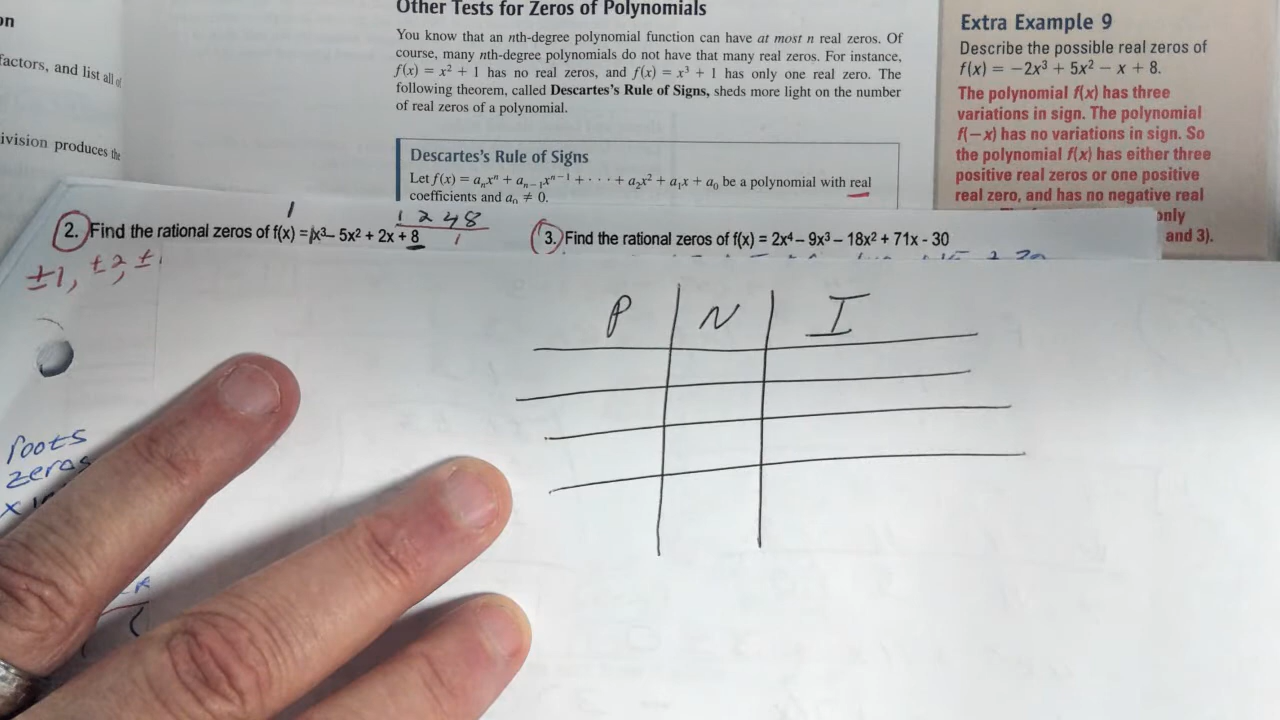 on
factors, and list all of
ivision produces the
Other Tests for Zeros of Polynomials
You know that an nth-degree polynomial function can have at most n real zeros. Of
course, many nth-degree polynomials do not have that many real zeros. For instance,
f(x) = x² + 1 has no real zeros, and f(x) = x³ + 1 has only one real zero. The
following theorem, called Descartes's Rule of Signs, sheds more light on the number
of real zeros of a polynomial.
Descartes's Rule of Signs
Let f(x) = aₙxⁿ + aₙ₋₁xⁿ⁻¹ + · · · + a₂x² + a₁x + a₀ be a polynomial with real
coefficients and a₀ ≠ 0.
Extra Example 9
Describe the possible real zeros of
f(x) = −2x³ + 5x² − x + 8.
The polynomial f(x) has three
variations in sign. The polynomial
f(−x) has no variations in sign. So
the polynomial f(x) has either three
positive real zeros or one positive
real zero, and has no negative real
only
and 3).
1
1 2 4 8
1
2. Find the rational zeros of f(x) = x³– 5x² + 2x + 8
±1, ±2, ±
3. Find the rational zeros of f(x) = 2x⁴ – 9x³ – 18x² + 71x - 30
P N I
roots
zeros
x